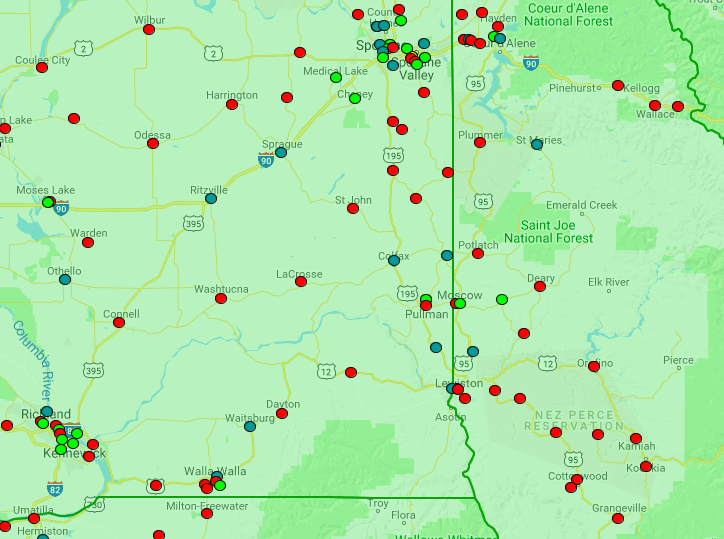 Coeur d'Alene
National Forest
Wilbur
Hayden
2
2
Coulee City
90
Medical Lake
Valley
Cheney
Pinehurst
Kellogg
Harrington
95
Wallace
Odessa
Sprague
Plummer
St Maries
90
195
Moses Lake
Ritzville
90
St John
95
Emerald Creek
395
Saint Joe
National Forest
Warden
Colfax
Potlatch
Othello
LaCrosse
Deary
Elk River
Washtucna
195
Moscow
Connell
Pullman
Columbia River
395
12
95
12
Pierce
Lewiston
Dayton
Richland
Waitsburg
Asotin
NEZ PERCE
RESERVATION
Kennewick
Kamiah
95
Walla Walla
82
730
Milton-Freewater
Troy
Grangeville
Umatilla
Flora
Hermiston